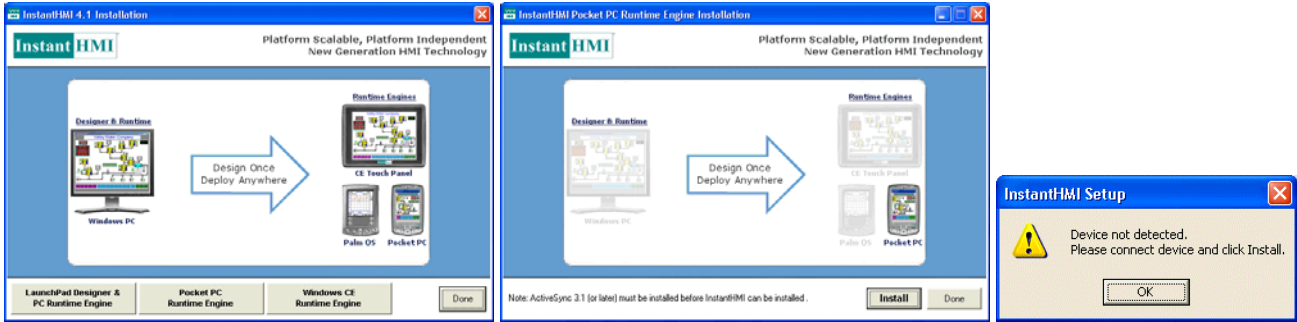 InstantHMI 4.1 Installation
Instant HMI
Platform Scalable, Platform Independent
New Generation HMI Technology
Designer & Runtime
Windows PC
Design Once
Deploy Anywhere
Runtime Engines
CE Touch Panel
Palm OS Pocket PC
LaunchPad Designer &
PC Runtime Engine
Pocket PC
Runtime Engine
Windows CE
Runtime Engine
Done
InstantHMI Pocket PC Runtime Engine Installation
Instant HMI
Platform Scalable, Platform Independent
New Generation HMI Technology
Designer & Runtime
Windows PC
Design Once
Deploy Anywhere
Runtime Engines
CE Touch Panel
Palm OS Pocket PC
Note: ActiveSync 3.1 (or later) must be installed before InstantHMI can be installed .
Install
Done
InstantHMI Setup
Device not detected.
Please connect device and click Install.
OK